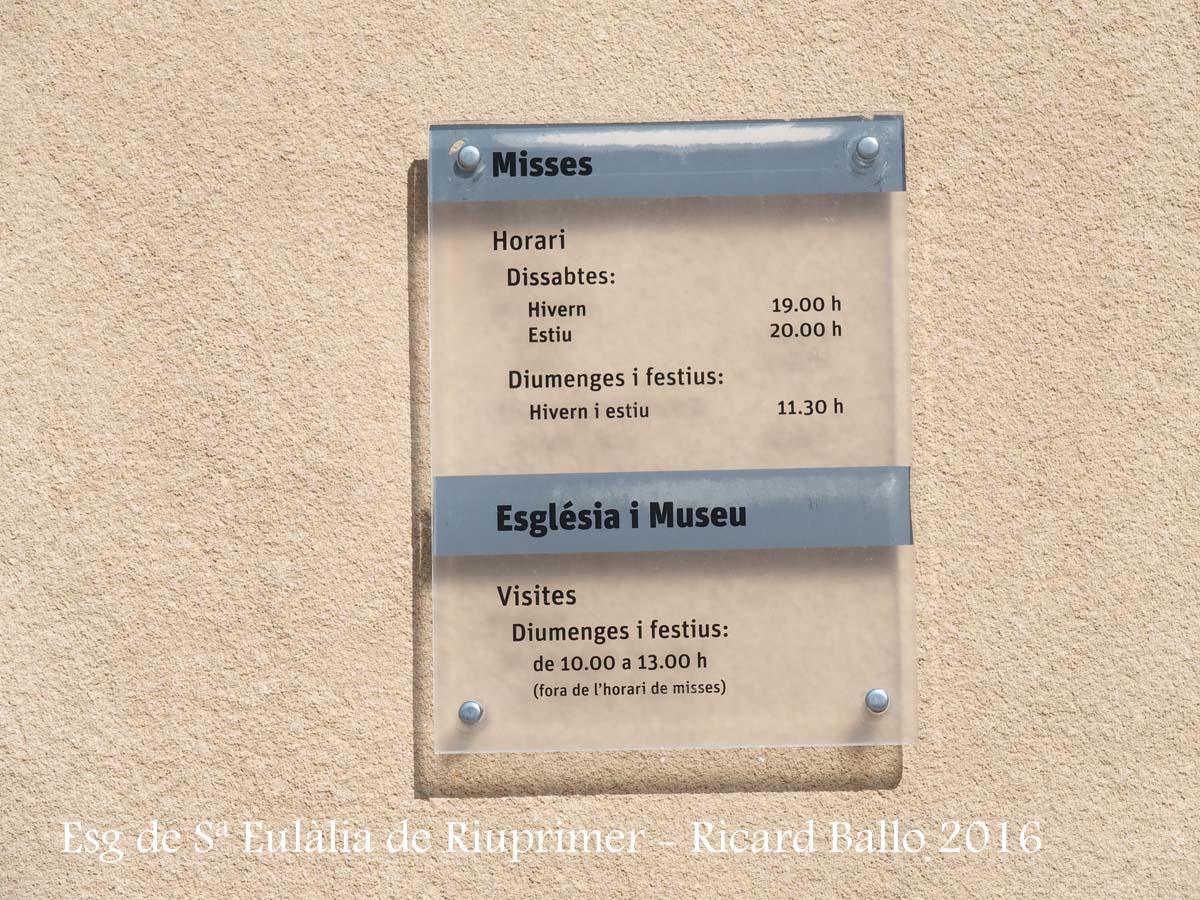 Misses
Horari
Dissabtes:
Hivern 19.00 h
Estiu 20.00 h
Diumenges i festius:
Hivern i estiu 11.30 h
Església i Museu
Visites
Diumenges i festius:
de 10.00 a 13.00 h
(fora de l'horari de misses)
Esg de Sª Eulàlia de Riuprimer - Ricard Ballo 2016